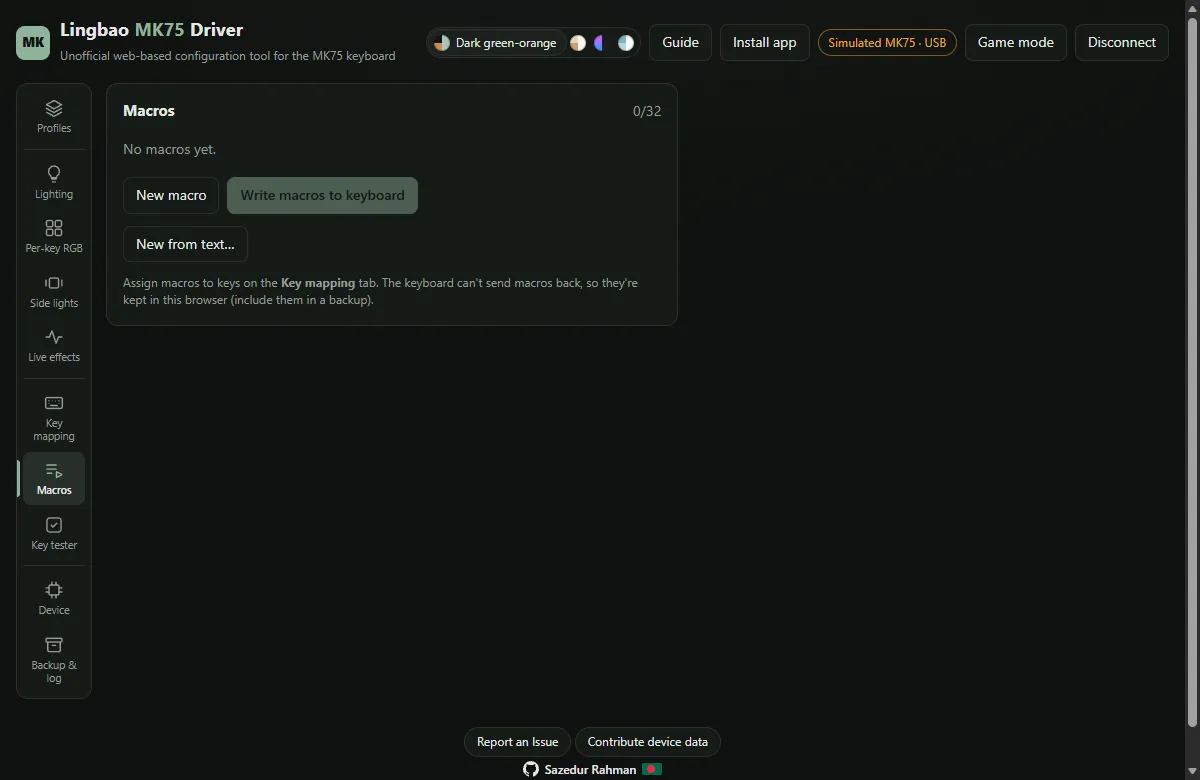 MK
Lingbao MK75 Driver
Unofficial web-based configuration tool for the MK75 keyboard
Dark green-orange
Guide
Install app
Simulated MK75 · USB
Game mode
Disconnect
Profiles
Lighting
Per-key RGB
Side lights
Live effects
Key
mapping
Macros
Key tester
Device
Backup &
log
Macros
0/32
No macros yet.
New macro
Write macros to keyboard
New from text...
Assign macros to keys on the Key mapping tab. The keyboard can't send macros back, so they're
kept in this browser (include them in a backup).
Report an Issue
Contribute device data
Sazedur Rahman